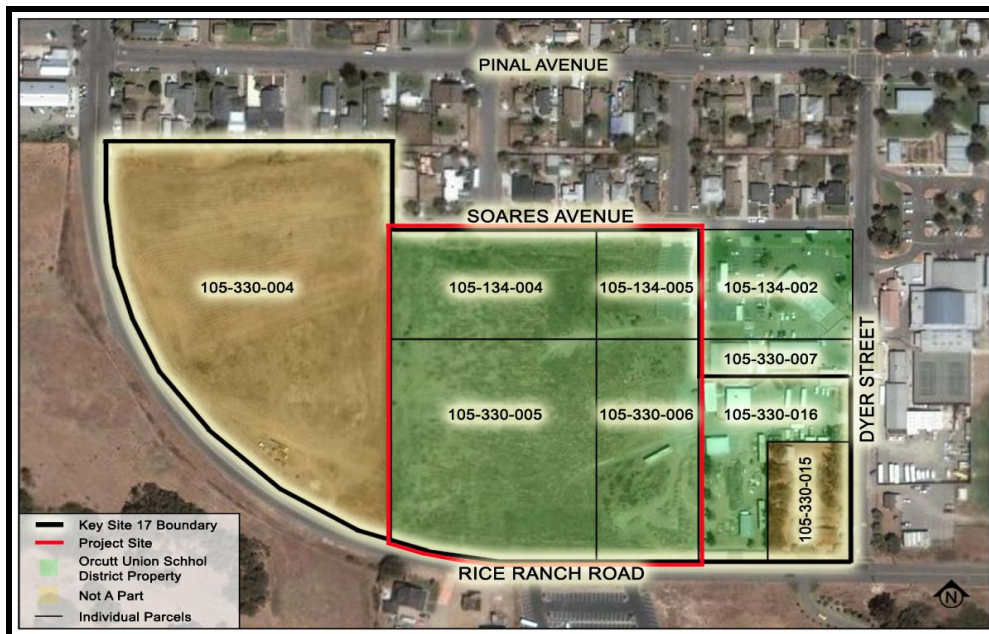 PINAL AVENUE
SOARES AVENUE
105-330-004
105-134-004
105-134-005
105-134-002
105-330-007
105-330-005
105-330-006
105-330-016
105-330-015
DYER STREET
RICE RANCH ROAD
Key Site 17 Boundary
Project Site
Orcutt Union Schhol
District Property
Not A Part
Individual Parcels
N